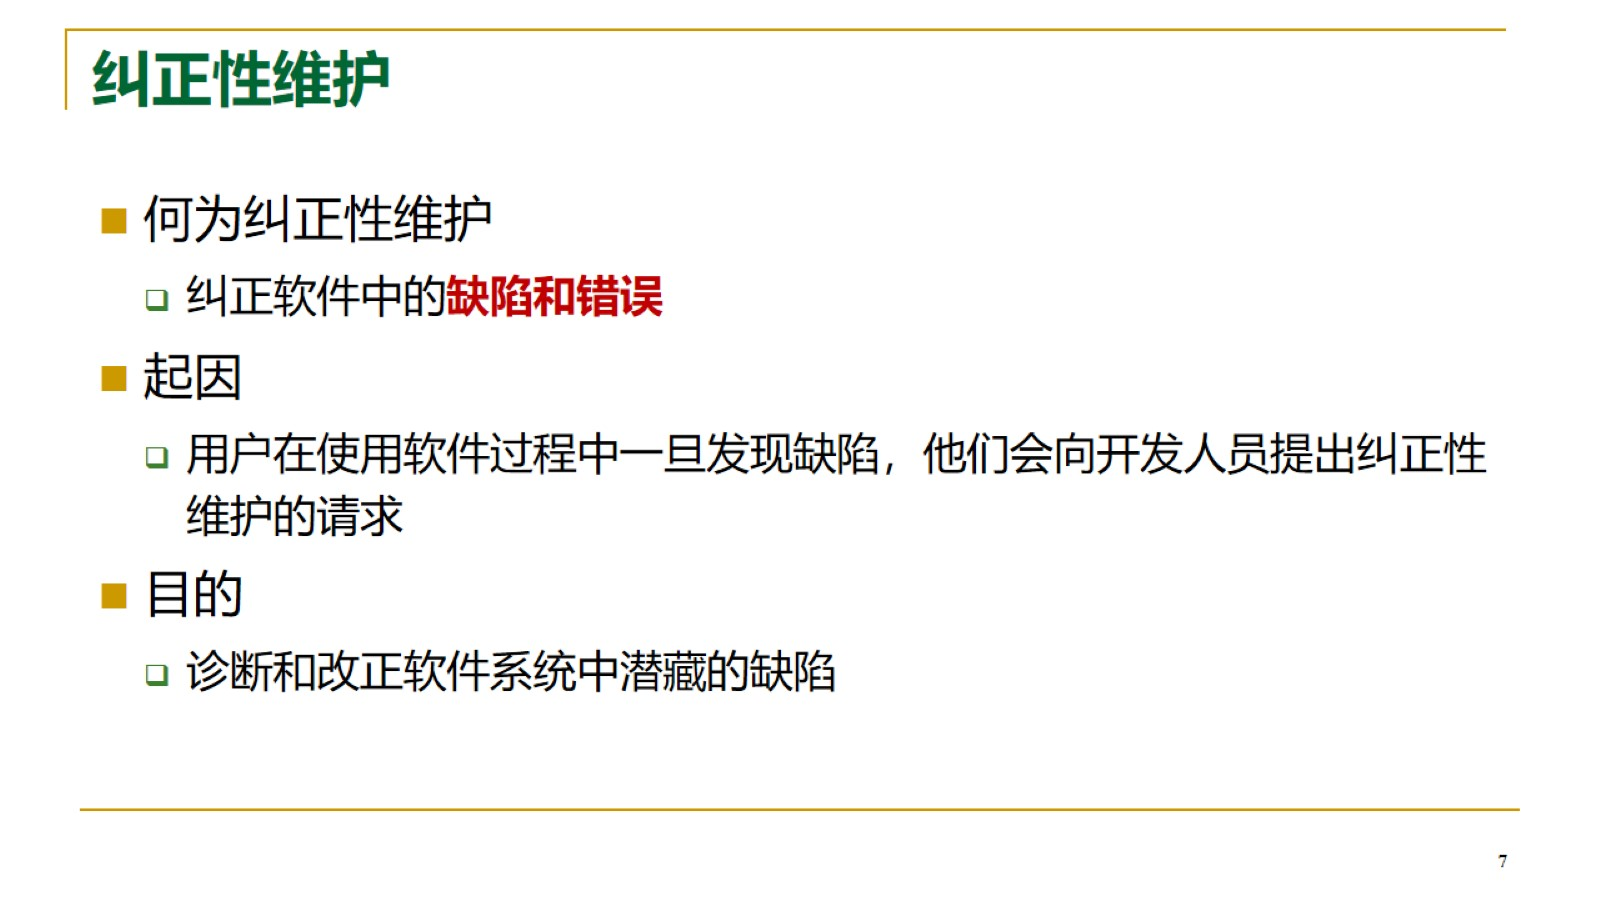 纠正性维护
何为纠正性维护
纠正软件中的缺陷和错误
起因
用户在使用软件过程中一旦发现缺陷，他们会向开发人员提出纠正性
维护的请求
目的
诊断和改正软件系统中潜藏的缺陷
7